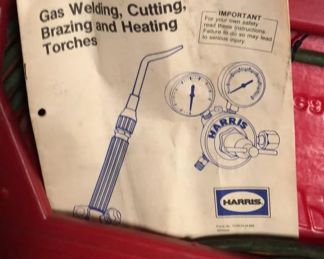 Gas Welding, Cutting,
Brazing and Heating
Torches
IMPORTANT
For your own safety
read these instructions.
Failure to do so may lead
to serious injury.
HARRIS
HARRIS